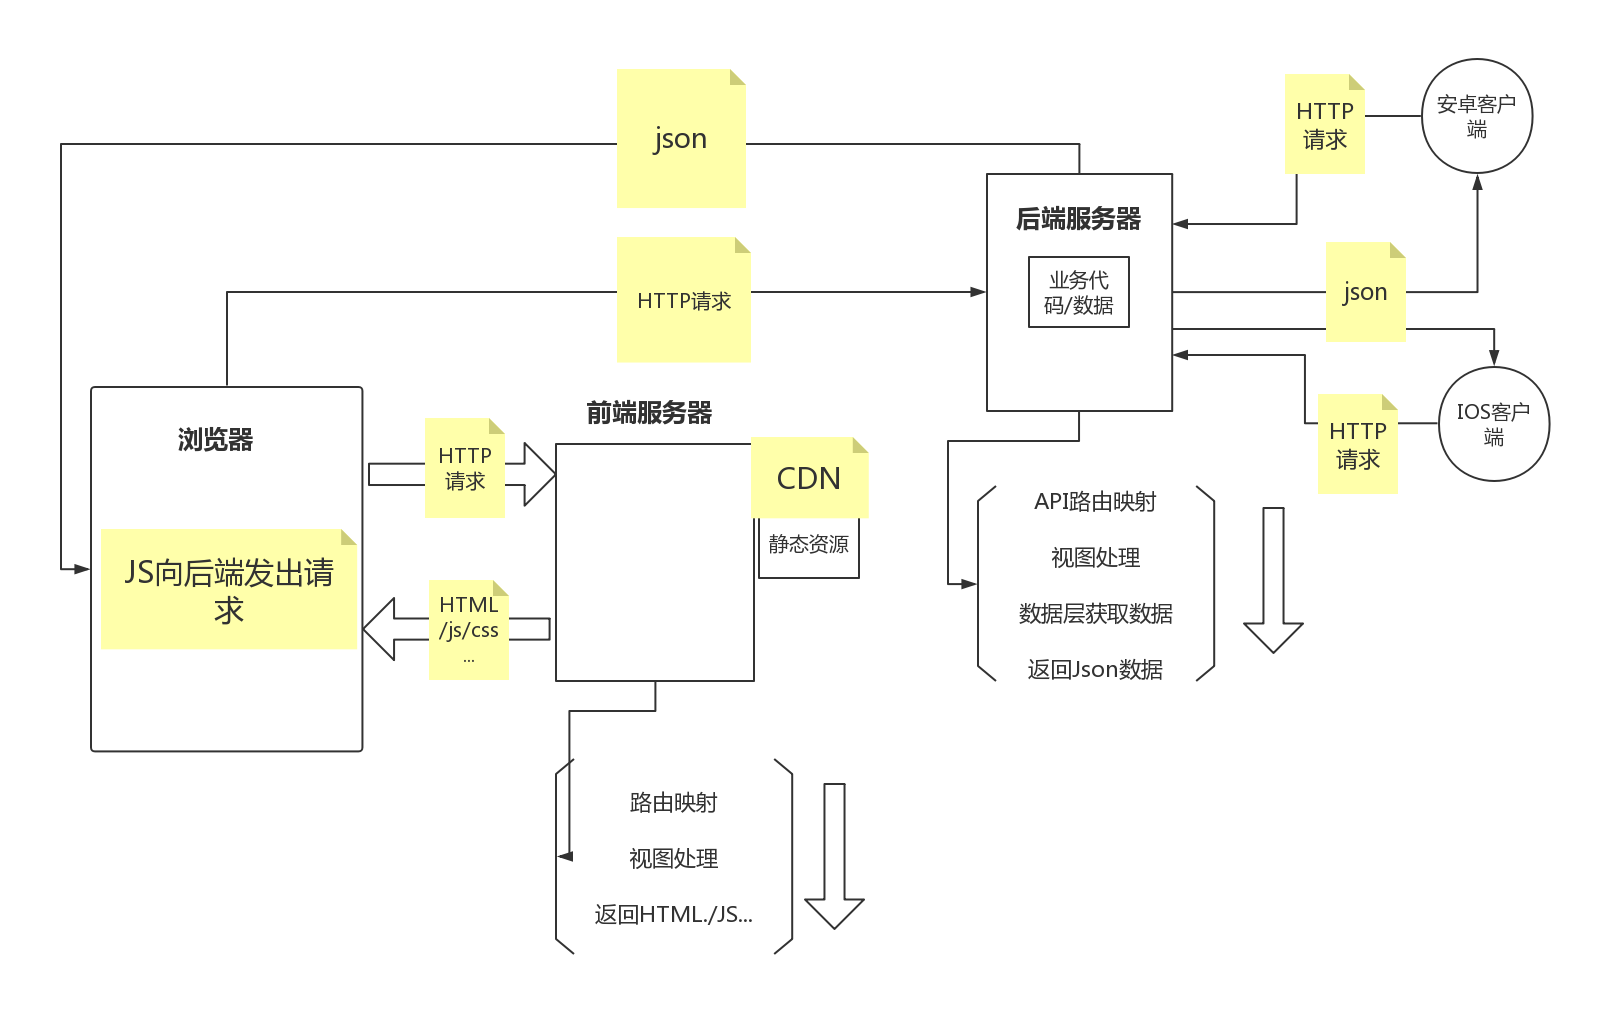 json
HTTP
请求
安卓客户
端
后端服务器
业务代
码/数据
HTTP请求
json
浏览器
前端服务器
HTTP
请求
CDN
静态资源
IOS客户
端
HTTP
请求
JS向后端发出请
求
HTML
/js/css
...
API路由映射
视图处理
数据层获取数据
返回Json数据
路由映射
视图处理
返回HTML./JS...